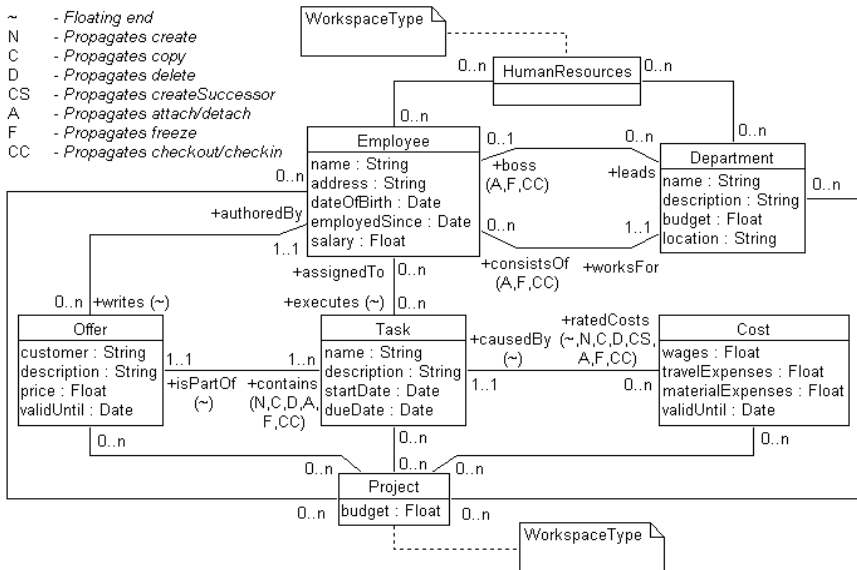 ~ - Floating end
N - Propagates create
C - Propagates copy
D - Propagates delete
CS - Propagates createSuccessor
A - Propagates attach/detach
F - Propagates freeze
CC - Propagates checkout/checkin
WorkspaceType
0..n HumanResources 0..n
0..n
0..n
Employee
name : String
address : String
dateOfBirth : Date
employedSince : Date
salary : Float
0..1 0..n
+boss
(A,F,CC)
+leads
Department
name : String
description : String
budget : Float
location : String
0..n
0..n
+authoredBy
1..1
0..n 1..1
+consistsOf +worksFor
(A,F,CC)
+assignedTo 0..n
0..n +writes (~)
+executes (~) 0..n
Offer
customer : String
description : String
price : Float
validUntil : Date
1..1 1..n
+isPartOf
(~)
+contains
(N,C,D,A,
F,CC)
Task
name : String
description : String
startDate : Date
dueDate : Date
+causedBy
(~)
1..1
+ratedCosts
(~,N,C,D,CS,
A,F,CC)
0..n
Cost
wages : Float
travelExpenses : Float
materialExpenses : Float
validUntil : Date
0..n 0..n 0..n
0..n 0..n 0..n
Project
budget : Float
0..n 0..n
WorkspaceType